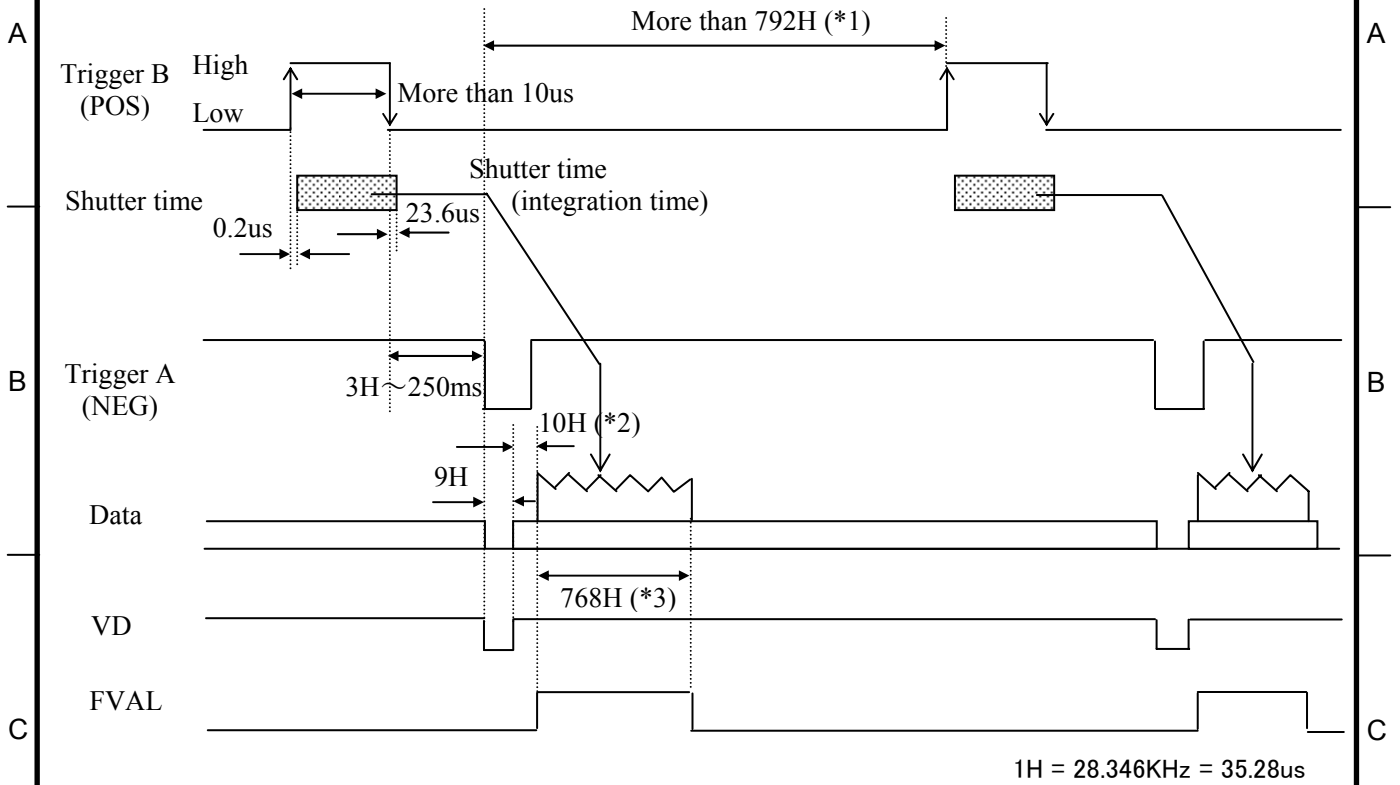 A
A
More than 792H (*1)
Trigger B
(POS)
High
Low
More than 10us
Shutter time
Shutter time
(integration time)
0.2us
23.6us
B
B
Trigger A
(NEG)
3H~250ms
10H (*2)
9H
Data
768H (*3)
VD
FVAL
C
C
1H = 28.346KHz = 35.28us